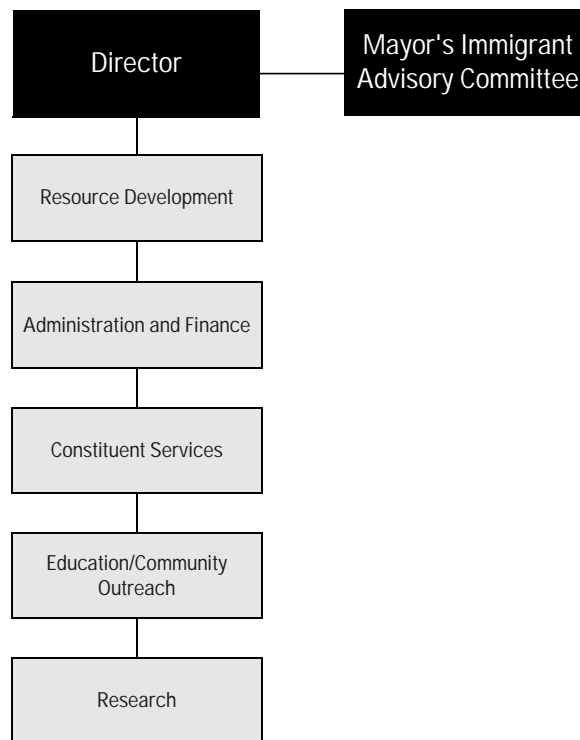 Director
Mayor's Immigrant
Advisory Committee
Resource Development
Administration and Finance
Constituent Services
Education/Community
Outreach
Research